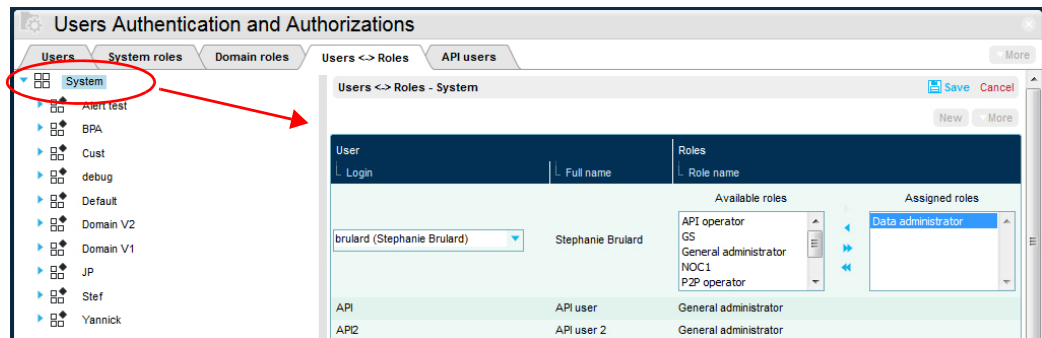 Users Authentication and Authorizations
Users System roles Domain roles Users <-> Roles API users More
System
Alert test
BPA
Cust
debug
Default
Domain V2
Domain V1
JP
Stef
Yannick
Users <-> Roles - System Save Cancel
New More
User Roles
Login Full name Role name
Available roles Assigned roles
brulard (Stephanie Brulard) Stephanie Brulard
API operator
GS
General administrator
NOC1
P2P operator
Data administrator
API API user General administrator
API2 API user 2 General administrator